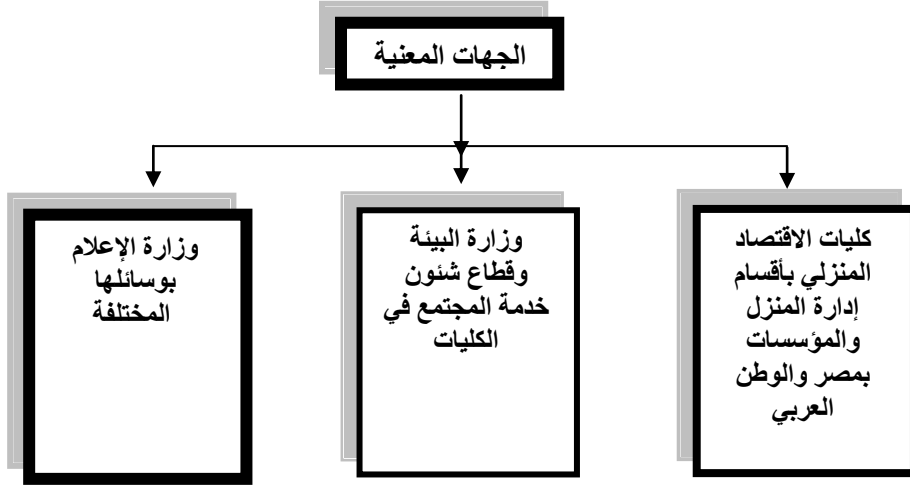 الجهات المعنية
كليات الاقتصاد
المنزلي بأقسام
إدارة المنزل
والمؤسسات
بمصر والوطن
العربي
وزارة البيئة
وقطاع شئون
خدمة المجتمع في
الكليات
وزارة الإعلام
بوسائلها
المختلفة